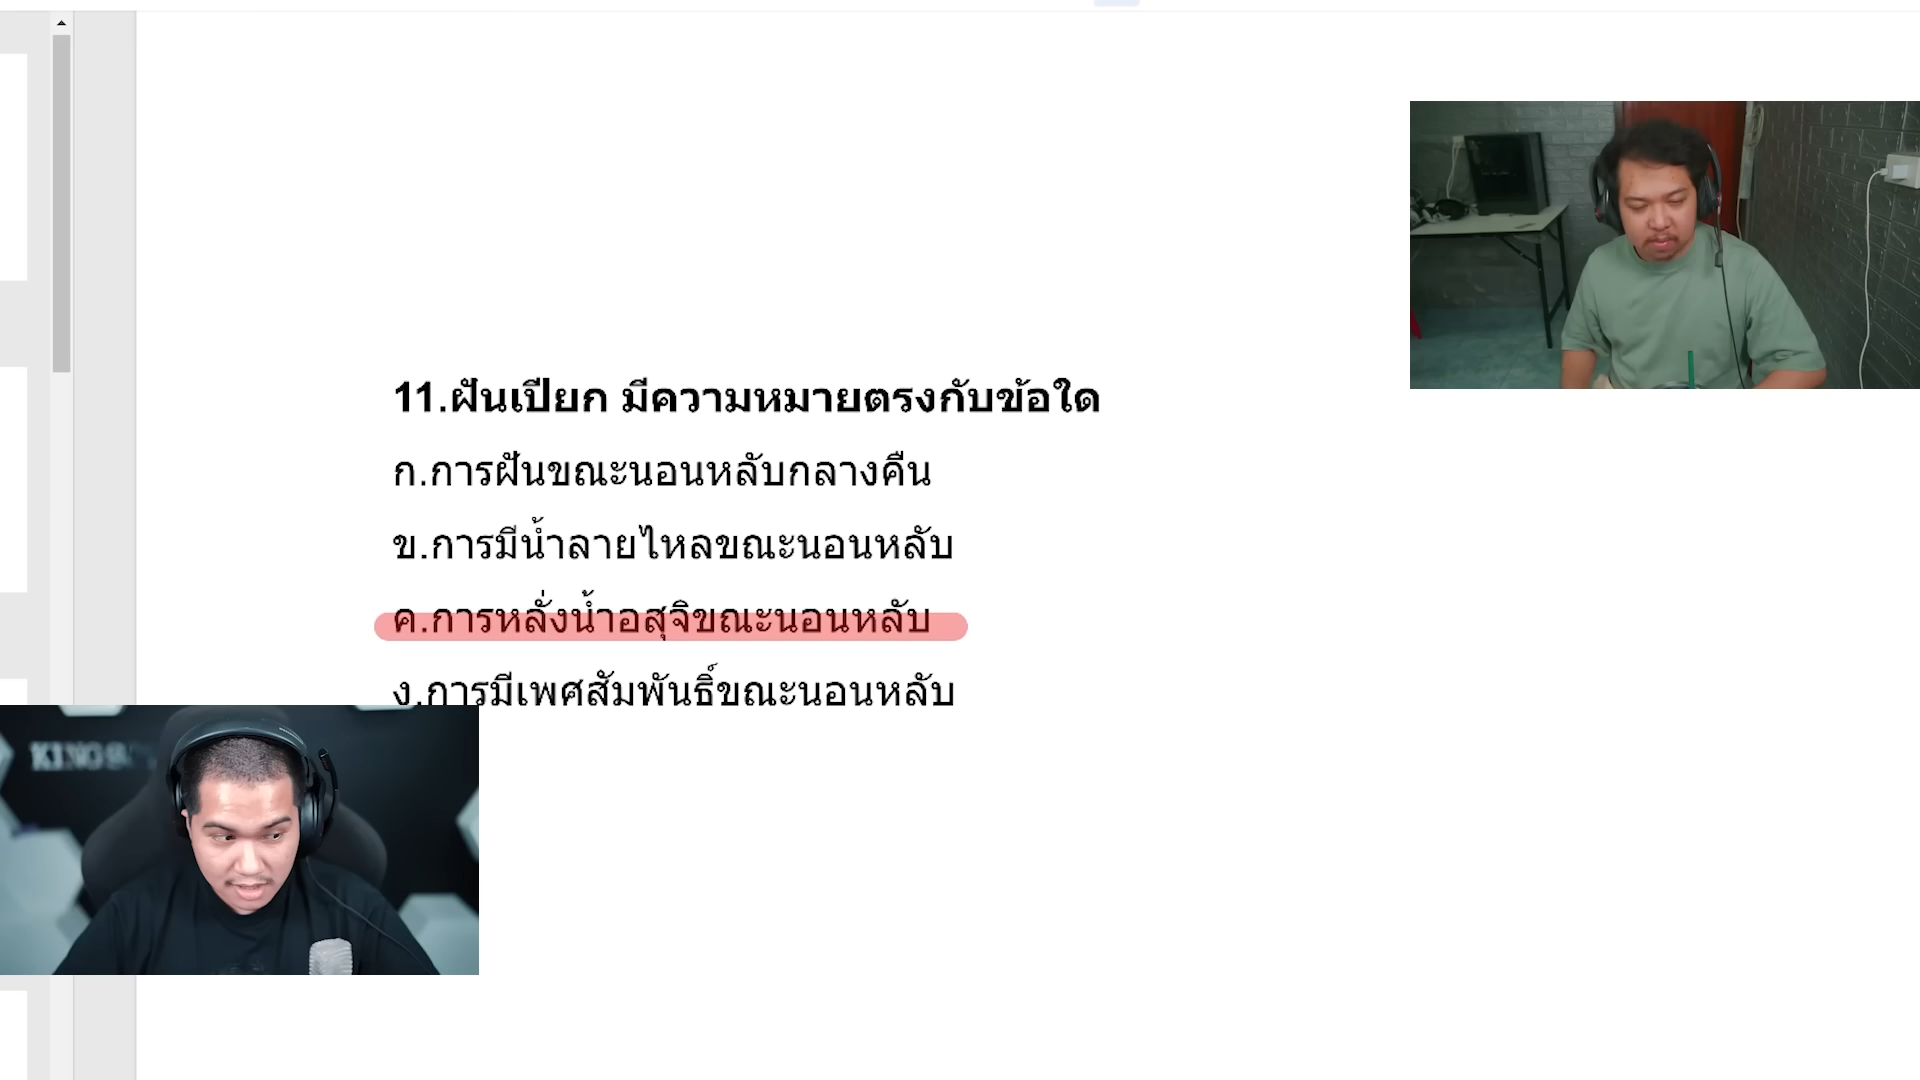 11.ฝันเปียก มีความหมายตรงกับข้อใด
ก.การฝันขณะนอนหลับกลางคืน
ข.การมีน้ำลายไหลขณะนอนหลับ
ค.การหลั่งน้ำอสุจิขณะนอนหลับ
ง.การมีเพศสัมพันธิ์ขณะนอนหลับ